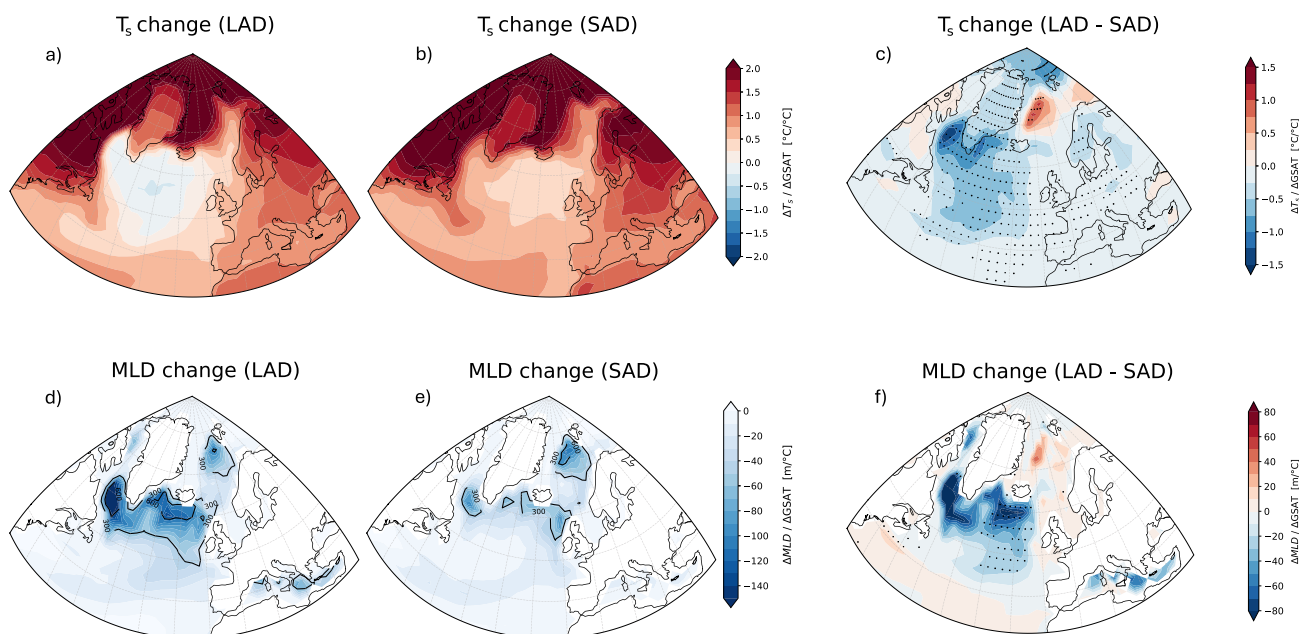 Tₛ change (LAD)
Tₛ change (SAD)
Tₛ change (LAD - SAD)
a)
b)
c)
2.0
1.5
1.0
0.5
0.0
−0.5
−1.0
−1.5
−2.0
ΔTₛ / ΔGSAT [°C/°C]
1.5
1.0
0.5
0.0
−0.5
−1.0
−1.5
ΔTₛ / ΔGSAT [°C/°C]
MLD change (LAD)
MLD change (SAD)
MLD change (LAD - SAD)
d)
e)
f)
300
300
300
300
300
300
300
0
−20
−40
−60
−80
−100
−120
−140
ΔMLD / ΔGSAT [m/°C]
80
60
40
20
0
−20
−40
−60
−80
ΔMLD / ΔGSAT [m/°C]